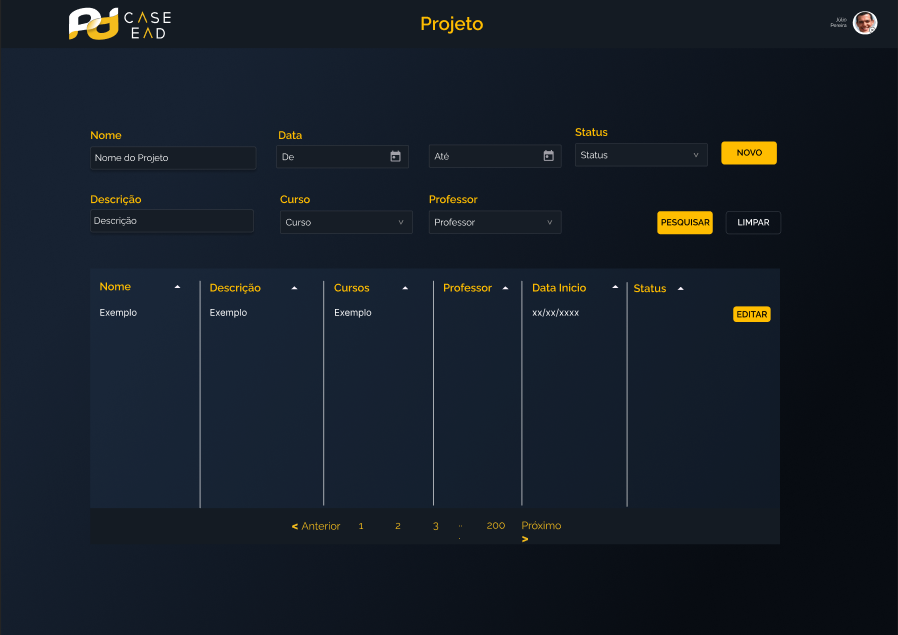 CASE
EAD
Projeto
Júlio
Pereira
Nome
Data
Status
Nome do Projeto
De
Até
Status
NOVO
Descrição
Curso
Professor
Descrição
Curso
Professor
PESQUISAR
LIMPAR
Nome
Descrição
Cursos
Professor
Data Inicio
Status
Exemplo
Exemplo
Exemplo
xx/xx/xxxx
EDITAR
< Anterior 1 2 3 ... 200 Próximo >